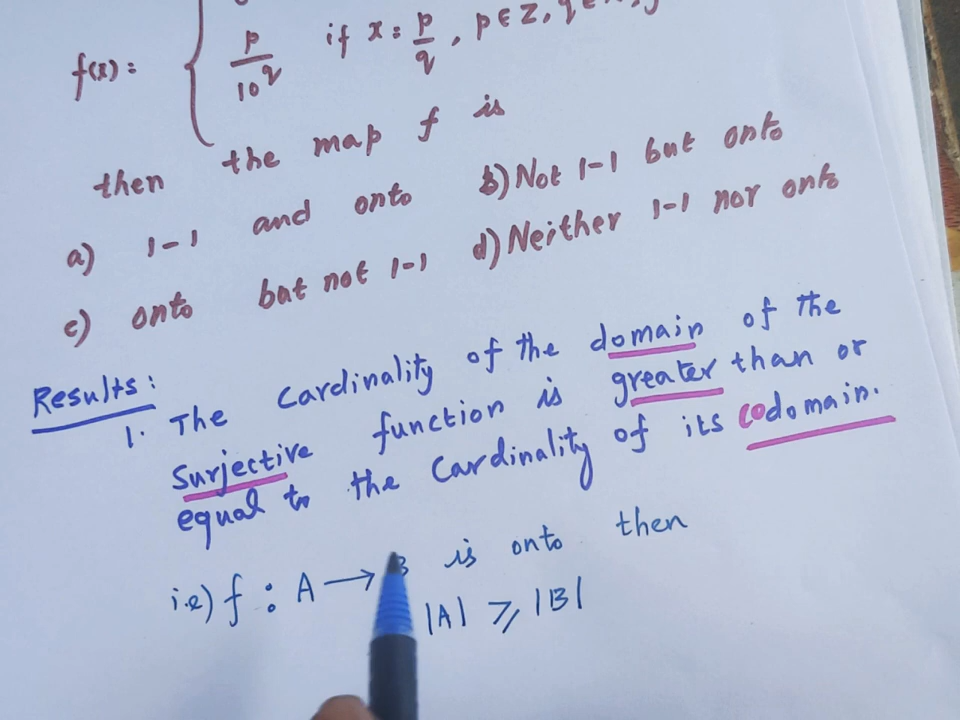 f(x) = { p/10^q if x = p/q, p ∈ Z, q ∈
then the map f is
a) 1-1 and onto b) Not 1-1 but onto
c) onto but not 1-1 d) Neither 1-1 nor onto
Results:
1. The Cardinality of the domain of the
Surjective function is greater than or
equal to the Cardinality of its codomain.
i.e) f : A → B is onto then
|A| ≥ |B|